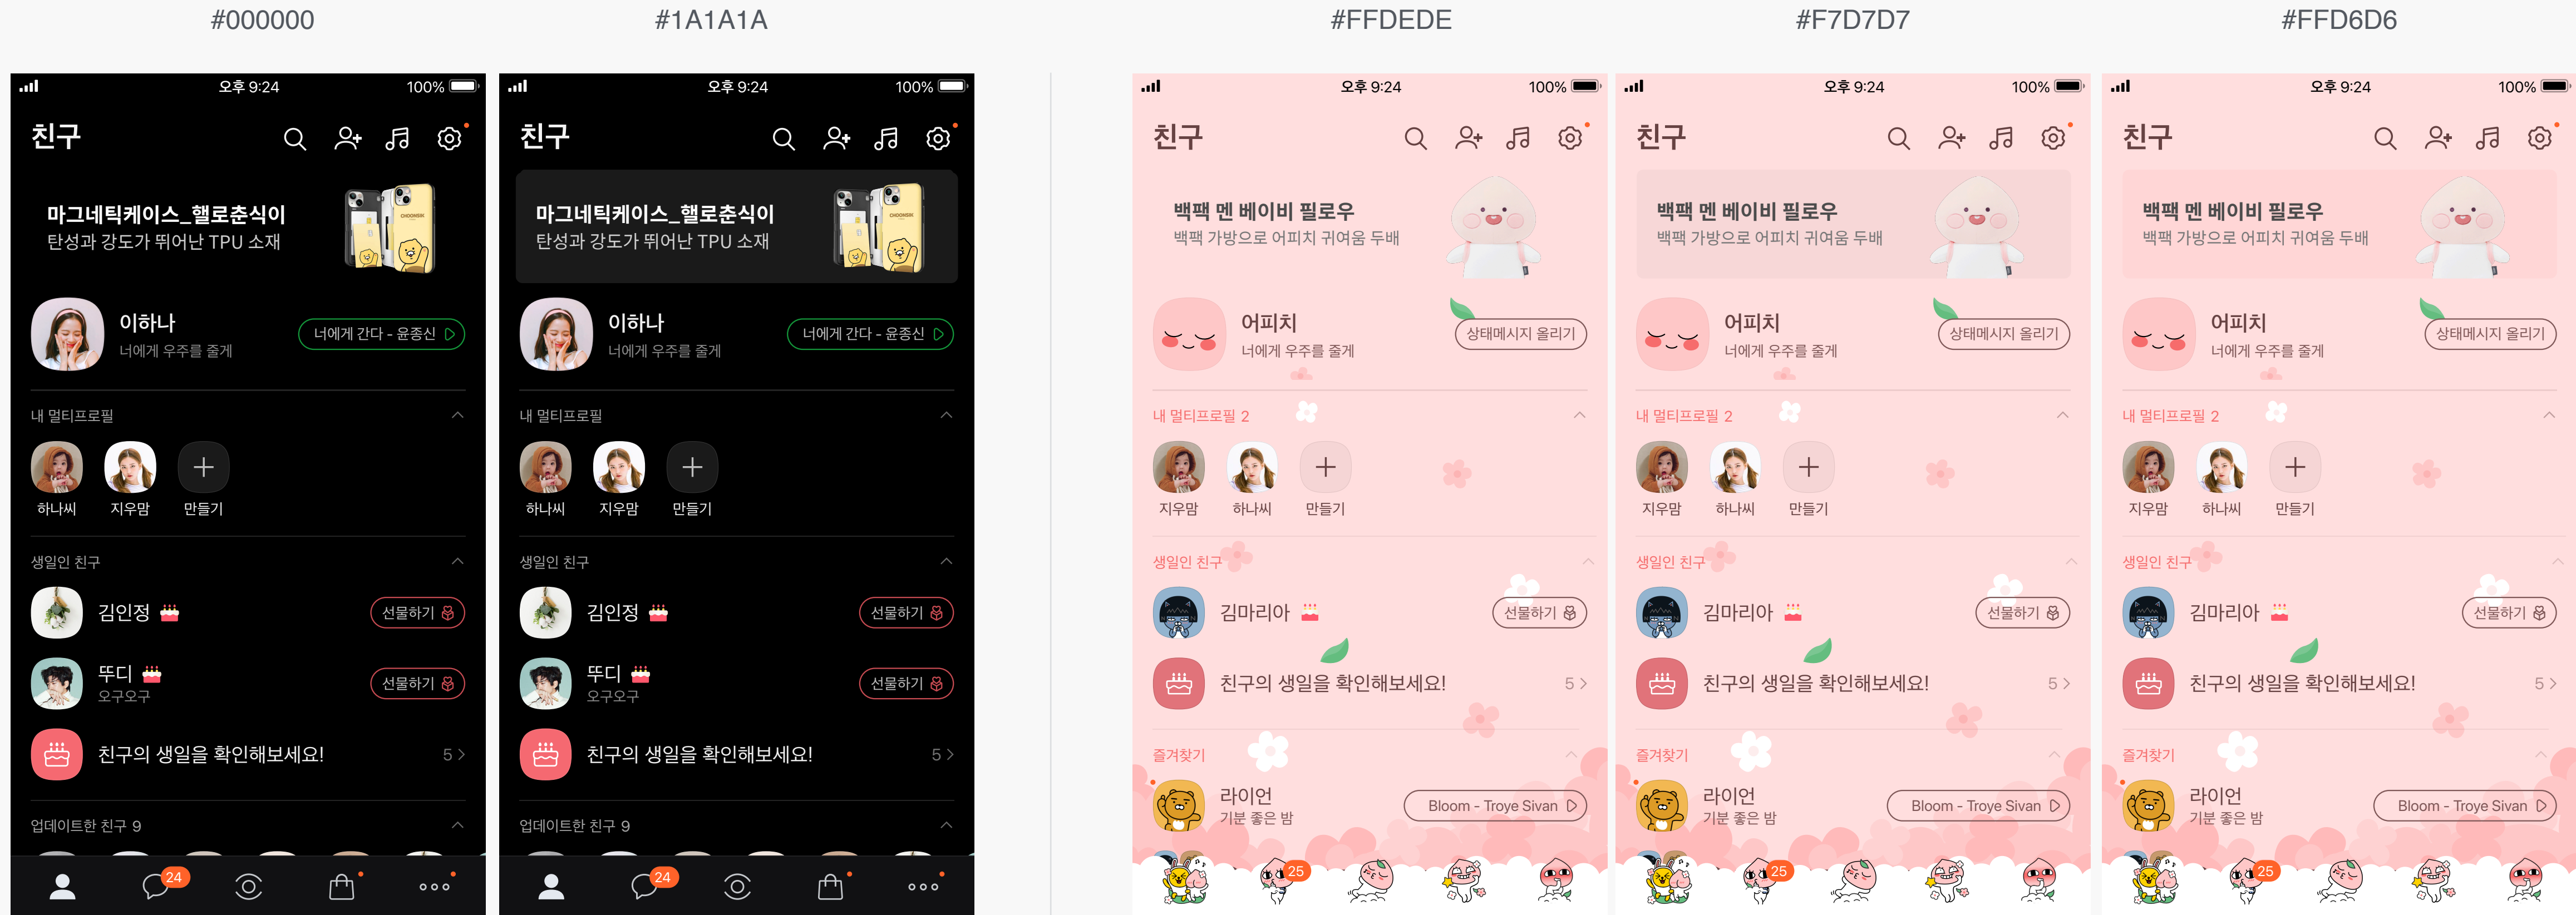 #000000
오후 9:24
100%
친구
마그네틱케이스_핼로춘식이
탄성과 강도가 뛰어난 TPU 소재
CHOONSIK
이하나
너에게 우주를 줄게
너에게 간다 - 윤종신
내 멀티프로필
하나씨
지우맘
만들기
생일인 친구
김인정
선물하기
뚜디
오구오구
선물하기
친구의 생일을 확인해보세요!
5
업데이트한 친구 9
24
#1A1A1A
오후 9:24
100%
친구
마그네틱케이스_핼로춘식이
탄성과 강도가 뛰어난 TPU 소재
CHOONSIK
이하나
너에게 우주를 줄게
너에게 간다 - 윤종신
내 멀티프로필
하나씨
지우맘
만들기
생일인 친구
김인정
선물하기
뚜디
오구오구
선물하기
친구의 생일을 확인해보세요!
5
업데이트한 친구 9
24
#FFDEDE
오후 9:24
100%
친구
백팩 멘 베이비 필로우
백팩 가방으로 어피치 귀여움 두배
어피치
너에게 우주를 줄게
상태메시지 올리기
내 멀티프로필 2
지우맘
하나씨
만들기
생일인 친구
김마리아
선물하기
친구의 생일을 확인해보세요!
5
즐겨찾기
라이언
기분 좋은 밤
Bloom - Troye Sivan
25
#F7D7D7
오후 9:24
100%
친구
백팩 멘 베이비 필로우
백팩 가방으로 어피치 귀여움 두배
어피치
너에게 우주를 줄게
상태메시지 올리기
내 멀티프로필 2
지우맘
하나씨
만들기
생일인 친구
김마리아
선물하기
친구의 생일을 확인해보세요!
5
즐겨찾기
라이언
기분 좋은 밤
Bloom - Troye Sivan
25
#FFD6D6
오후 9:24
100%
친구
백팩 멘 베이비 필로우
백팩 가방으로 어피치 귀여움 두배
어피치
너에게 우주를 줄게
상태메시지 올리기
내 멀티프로필 2
지우맘
하나씨
만들기
생일인 친구
김마리아
선물하기
친구의 생일을 확인해보세요!
5
즐겨찾기
라이언
기분 좋은 밤
Bloom - Troye Sivan
25